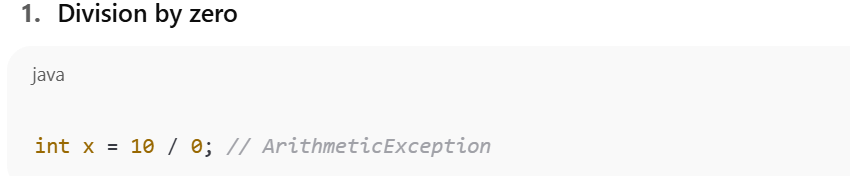 1. Division by zero
java
int x = 10 / 0; // ArithmeticException